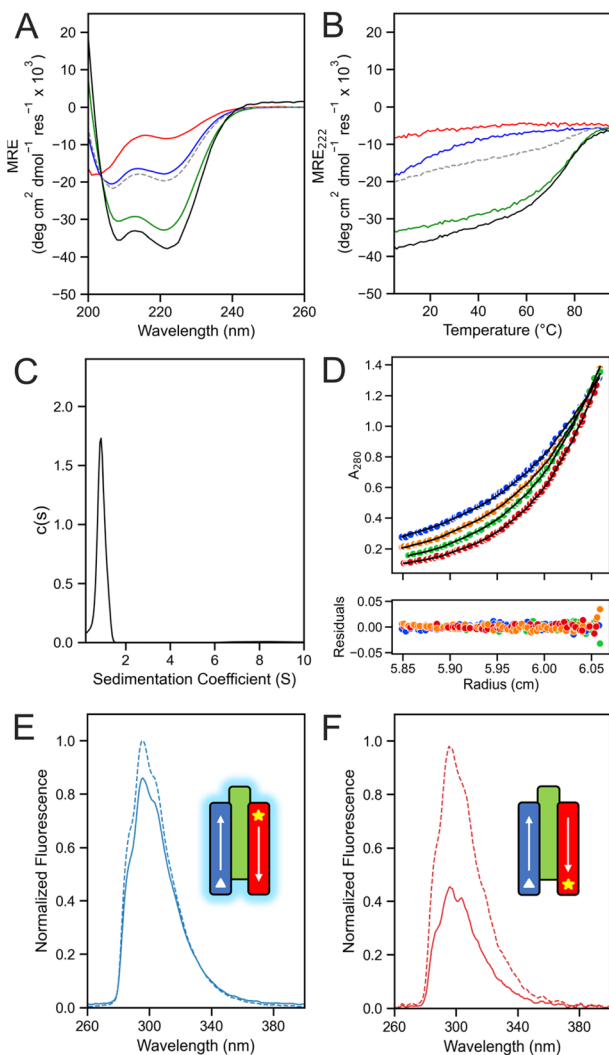 A
20
10
0
−10
−20
−30
−40
−50
MRE
(deg cm² dmol⁻¹ res⁻¹ x 10³)
200 220 240 260
Wavelength (nm)
B
20
10
0
−10
−20
−30
−40
−50
MRE₂₂₂
(deg cm² dmol⁻¹ res⁻¹ x 10³)
20 40 60 80
Temperature (°C)
C
2.0
1.5
1.0
0.5
0.0
c(s)
2 4 6 8 10
Sedimentation Coefficient (S)
D
1.4
1.2
1.0
0.8
0.6
0.4
0.2
A₂₈₀
0.05
0.00
−0.05
Residuals
5.85 5.90 5.95 6.00 6.05
Radius (cm)
E
1.0
0.8
0.6
0.4
0.2
0.0
Normalized Fluorescence
260 300 340 380
Wavelength (nm)
F
1.0
0.8
0.6
0.4
0.2
0.0
Normalized Fluorescence
260 300 340 380
Wavelength (nm)